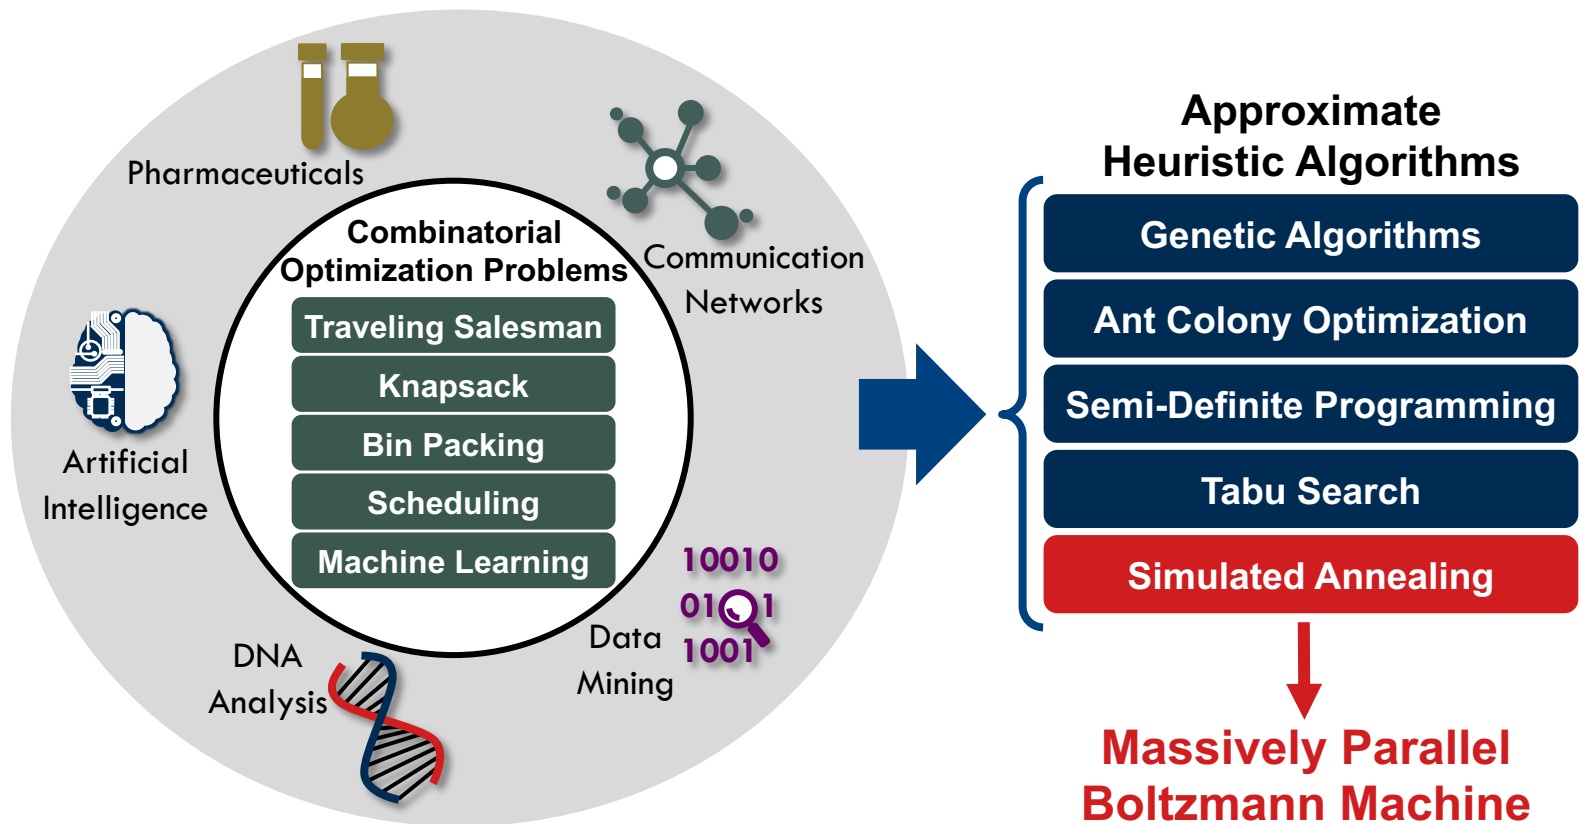 Pharmaceuticals
Communication
Networks
Artificial
Intelligence
DNA
Analysis
Data
Mining
10010
01 1
1001
Combinatorial
Optimization Problems
Traveling Salesman
Knapsack
Bin Packing
Scheduling
Machine Learning
Approximate
Heuristic Algorithms
Genetic Algorithms
Ant Colony Optimization
Semi-Definite Programming
Tabu Search
Simulated Annealing
Massively Parallel
Boltzmann Machine